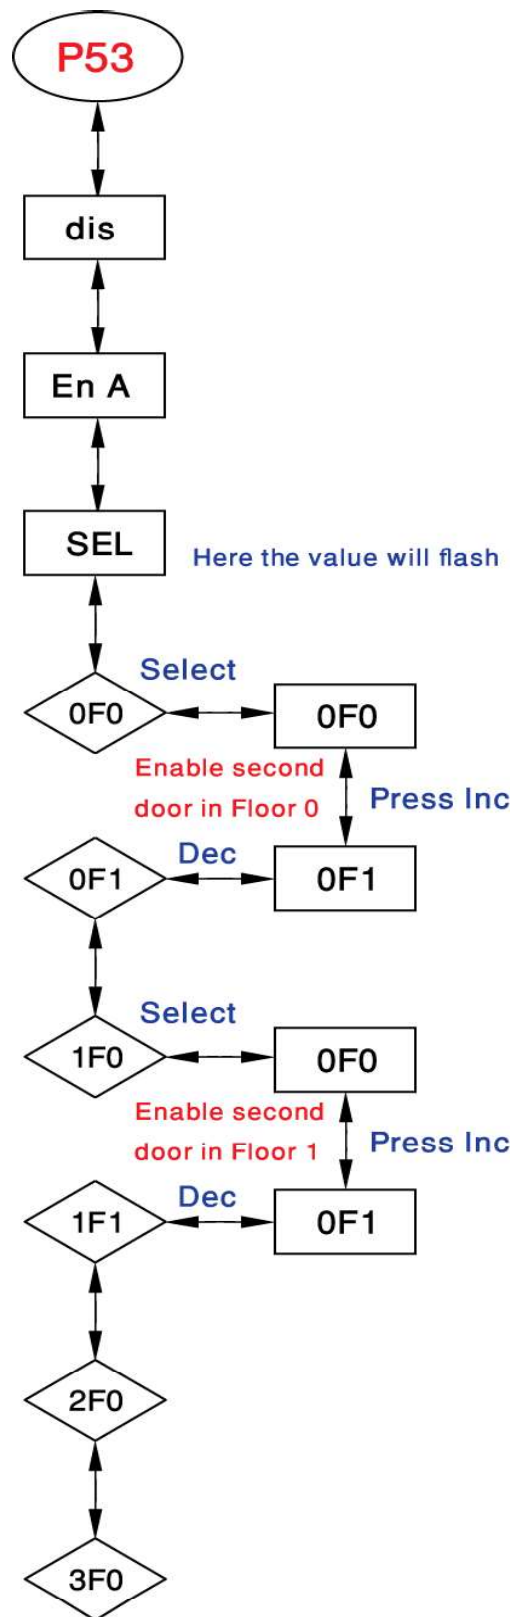 P53
dis
En A
SEL
Here the value will flash
Select
0F0
0F0
Enable second
door in Floor 0
Press Inc
Dec
0F1
0F1
Select
1F0
0F0
Enable second
door in Floor 1
Press Inc
Dec
1F1
0F1
2F0
3F0